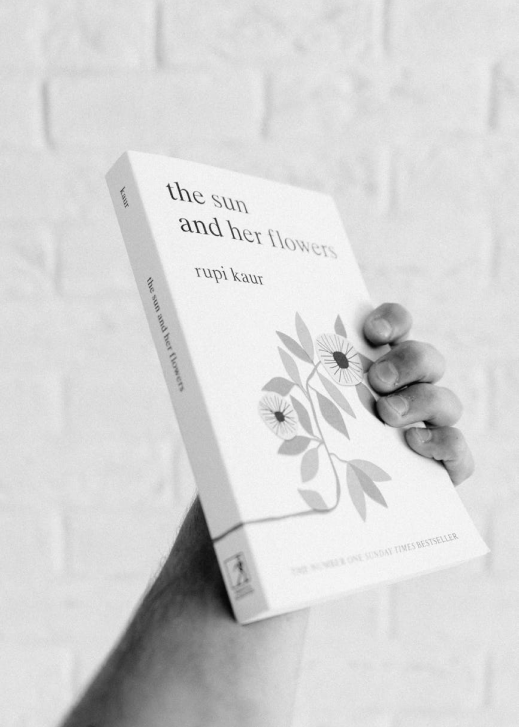 kaur
the sun and her flowers
the sun
and her flowers
rupi kaur
THE NUMBER ONE SUNDAY TIMES BESTSELLER